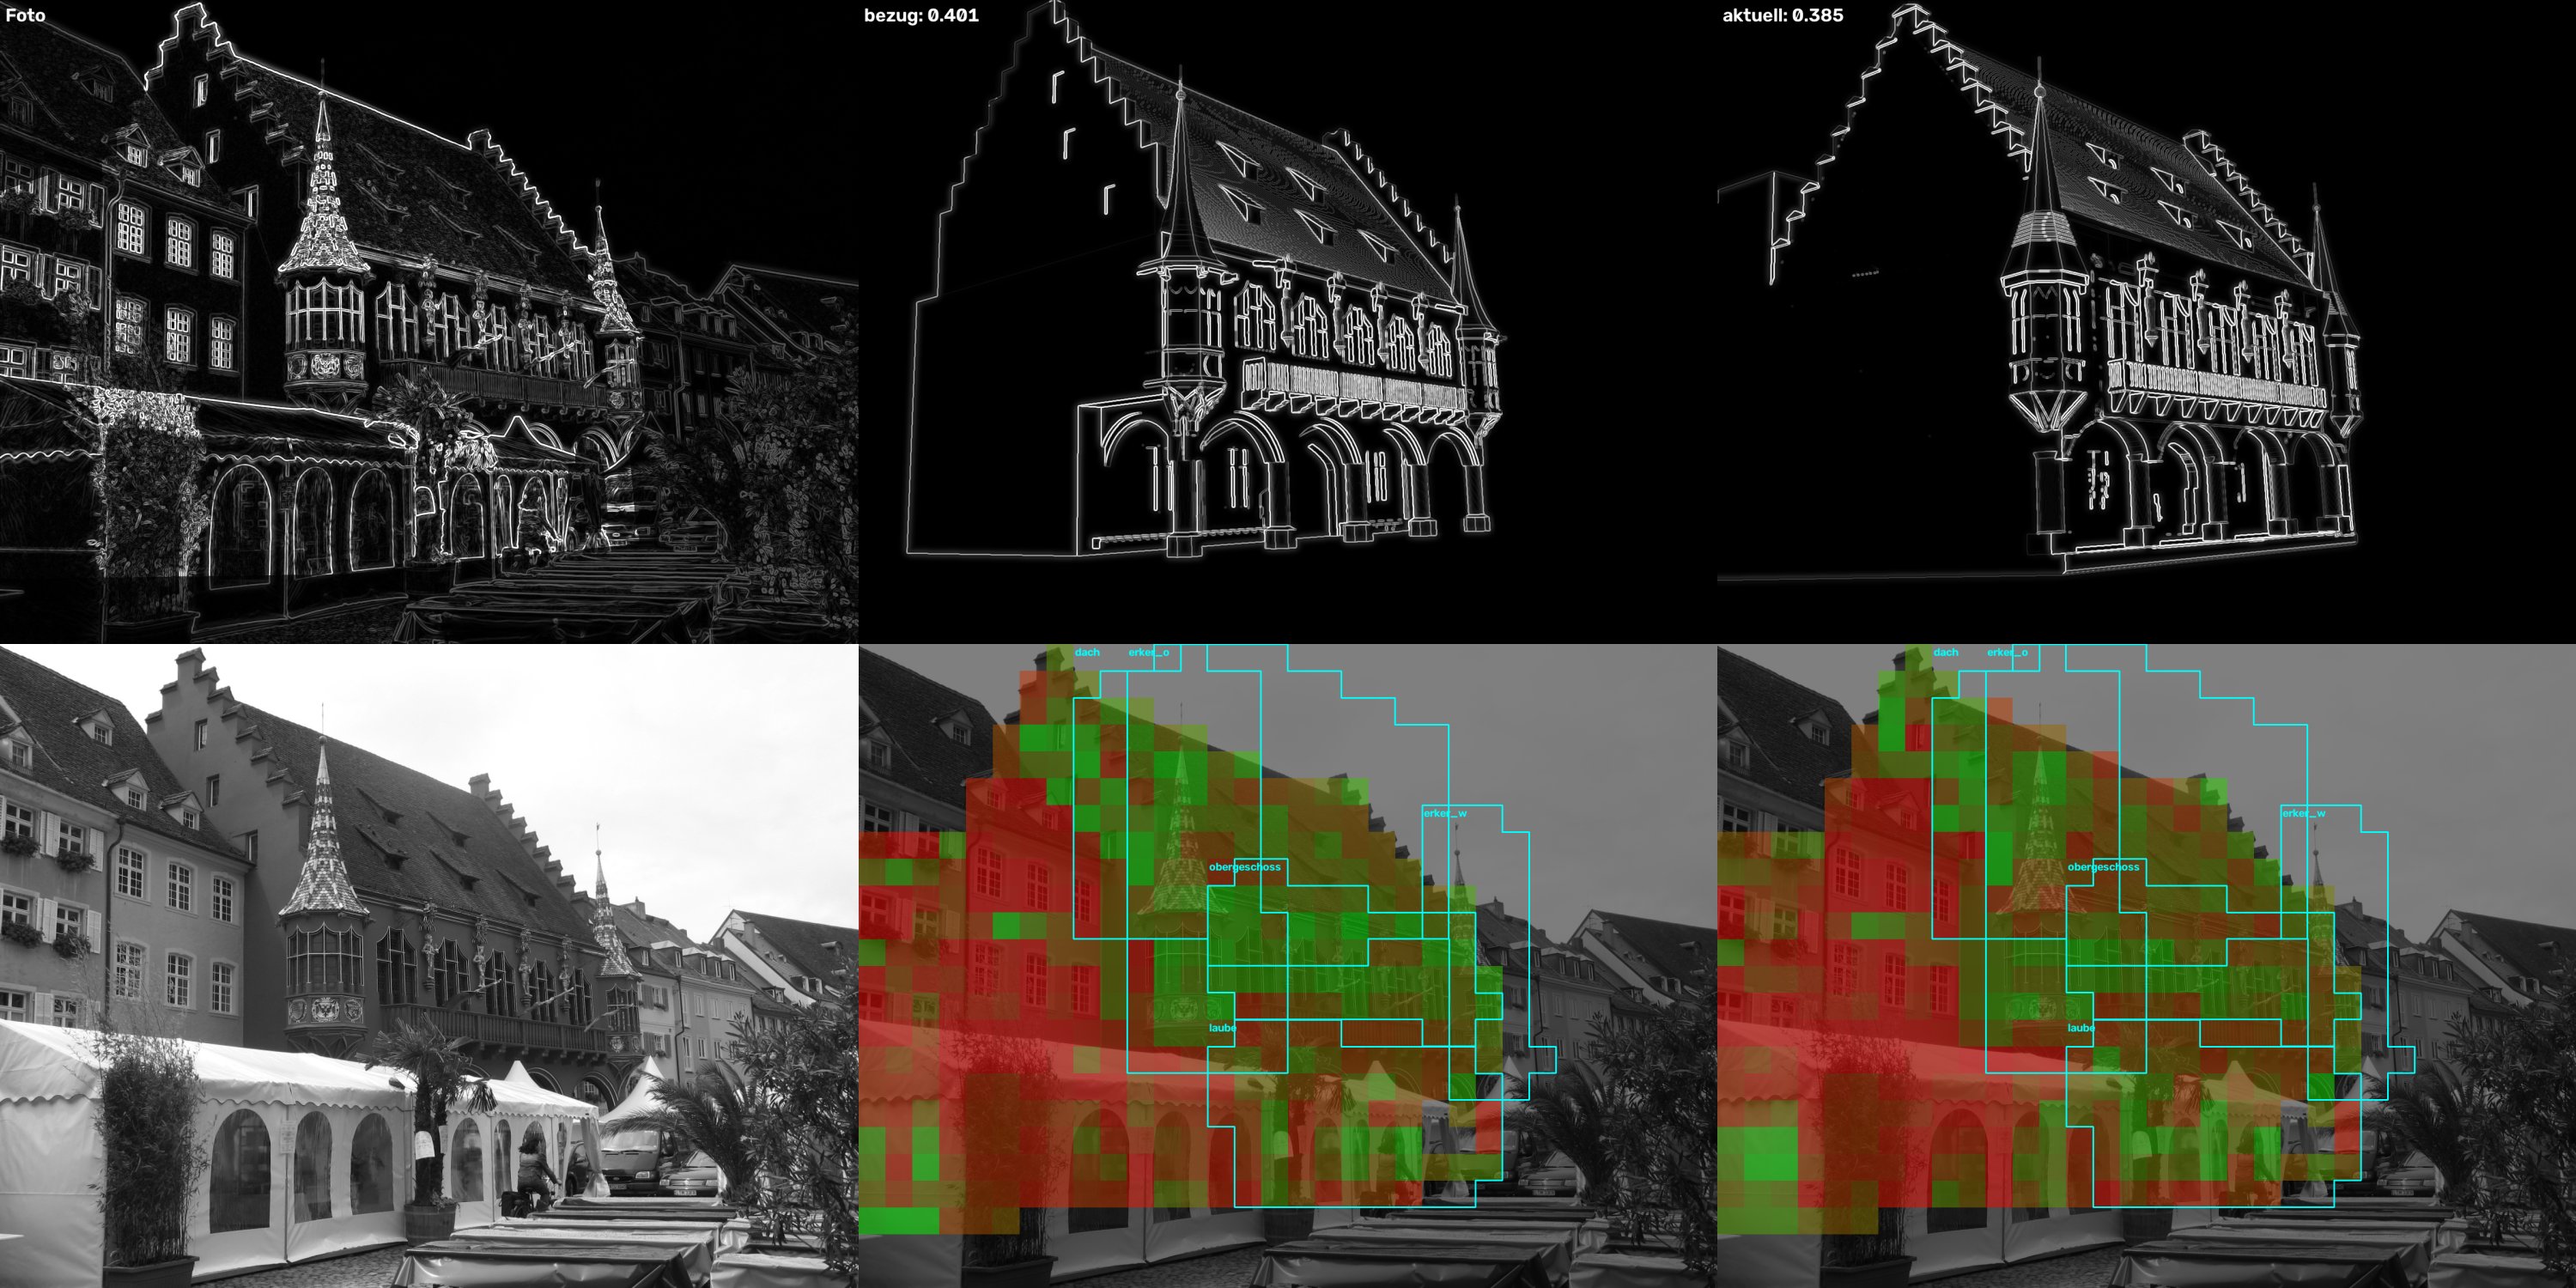 Foto
bezug: 0.401
aktuell: 0.385
dach
erker_o
erker_w
obergeschoss
laube
dach
erker_o
erker_w
obergeschoss
laube